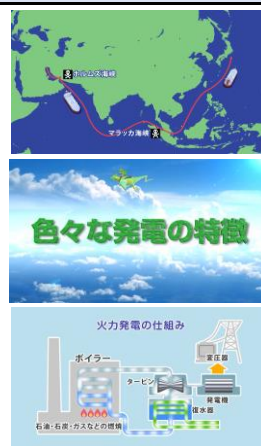 ホルムズ海峡
マラッカ海峡
色々な発電の特徴
火力発電の仕組み
ボイラー
変圧器
タービン
発電機
復水器
石油・石炭・ガスなどの燃焼